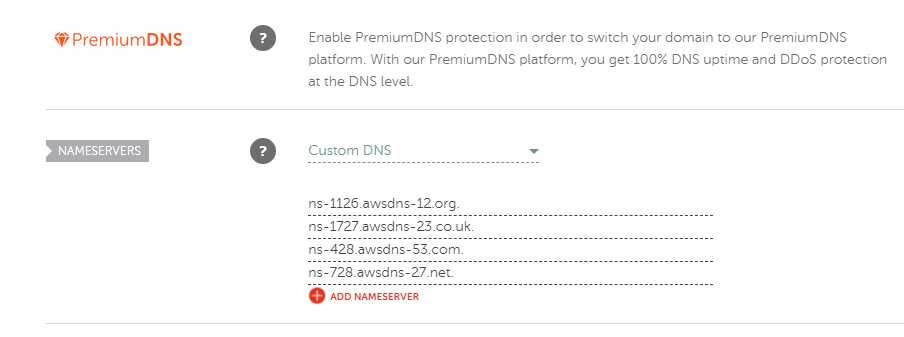 PremiumDNS
?
Enable PremiumDNS protection in order to switch your domain to our PremiumDNS
platform. With our PremiumDNS platform, you get 100% DNS uptime and DDoS protection
at the DNS level.
NAMESERVERS
?
Custom DNS
ns-1126.awsdns-12.org.
ns-1727.awsdns-23.co.uk.
ns-428.awsdns-53.com.
ns-728.awsdns-27.net.
ADD NAMESERVER